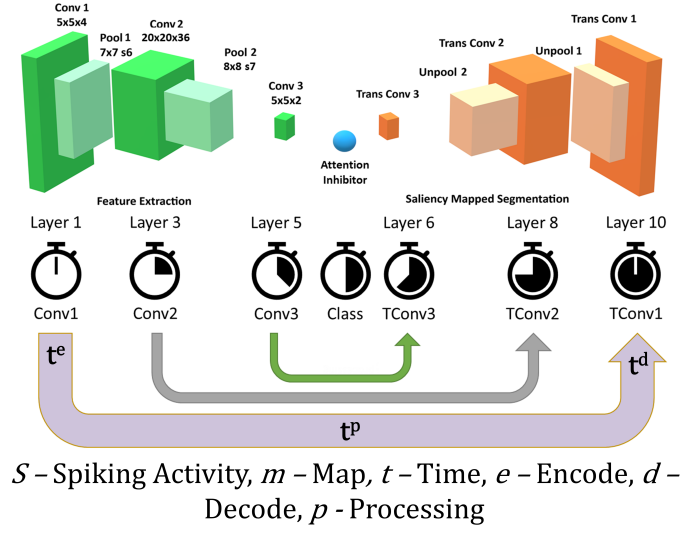 Conv 1
5x5x4
Pool 1
7x7 s6
Conv 2
20x20x36
Pool 2
8x8 s7
Conv 3
5x5x2
Attention
Inhibitor
Trans Conv 3
Unpool 2
Trans Conv 2
Unpool 1
Trans Conv 1
Feature Extraction
Saliency Mapped Segmentation
Layer 1
Layer 3
Layer 5
Layer 6
Layer 8
Layer 10
Conv1
Conv2
Conv3
Class
TConv3
TConv2
TConv1
tᵉ
tᵈ
tᵖ
S – Spiking Activity, m – Map, t – Time, e – Encode, d –
Decode, p - Processing